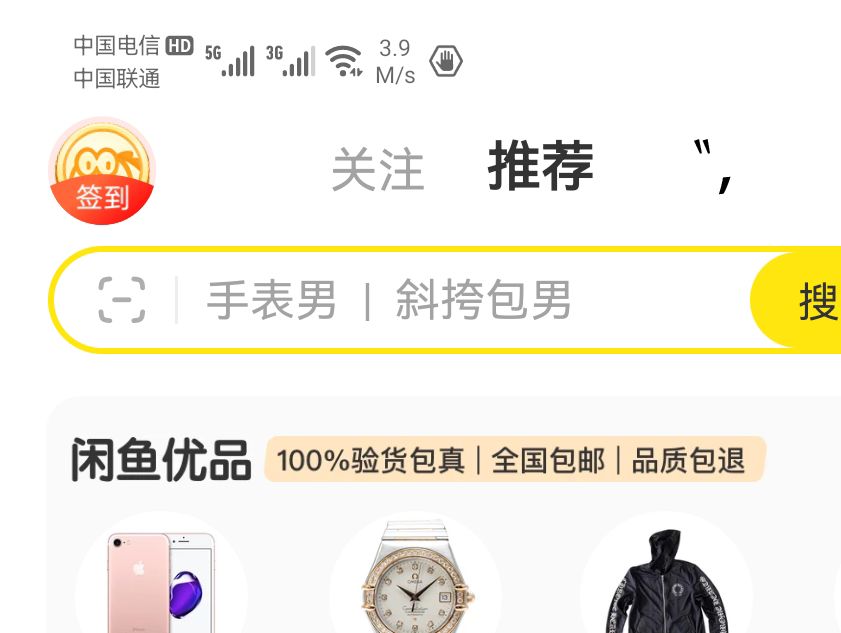 中国电信 HD 5G 3G 3.9
中国联通 M/s
签到
关注 推荐
手表男 | 斜挎包男 搜
闲鱼优品 100%验货包真 | 全国包邮 | 品质包退
OMEGA